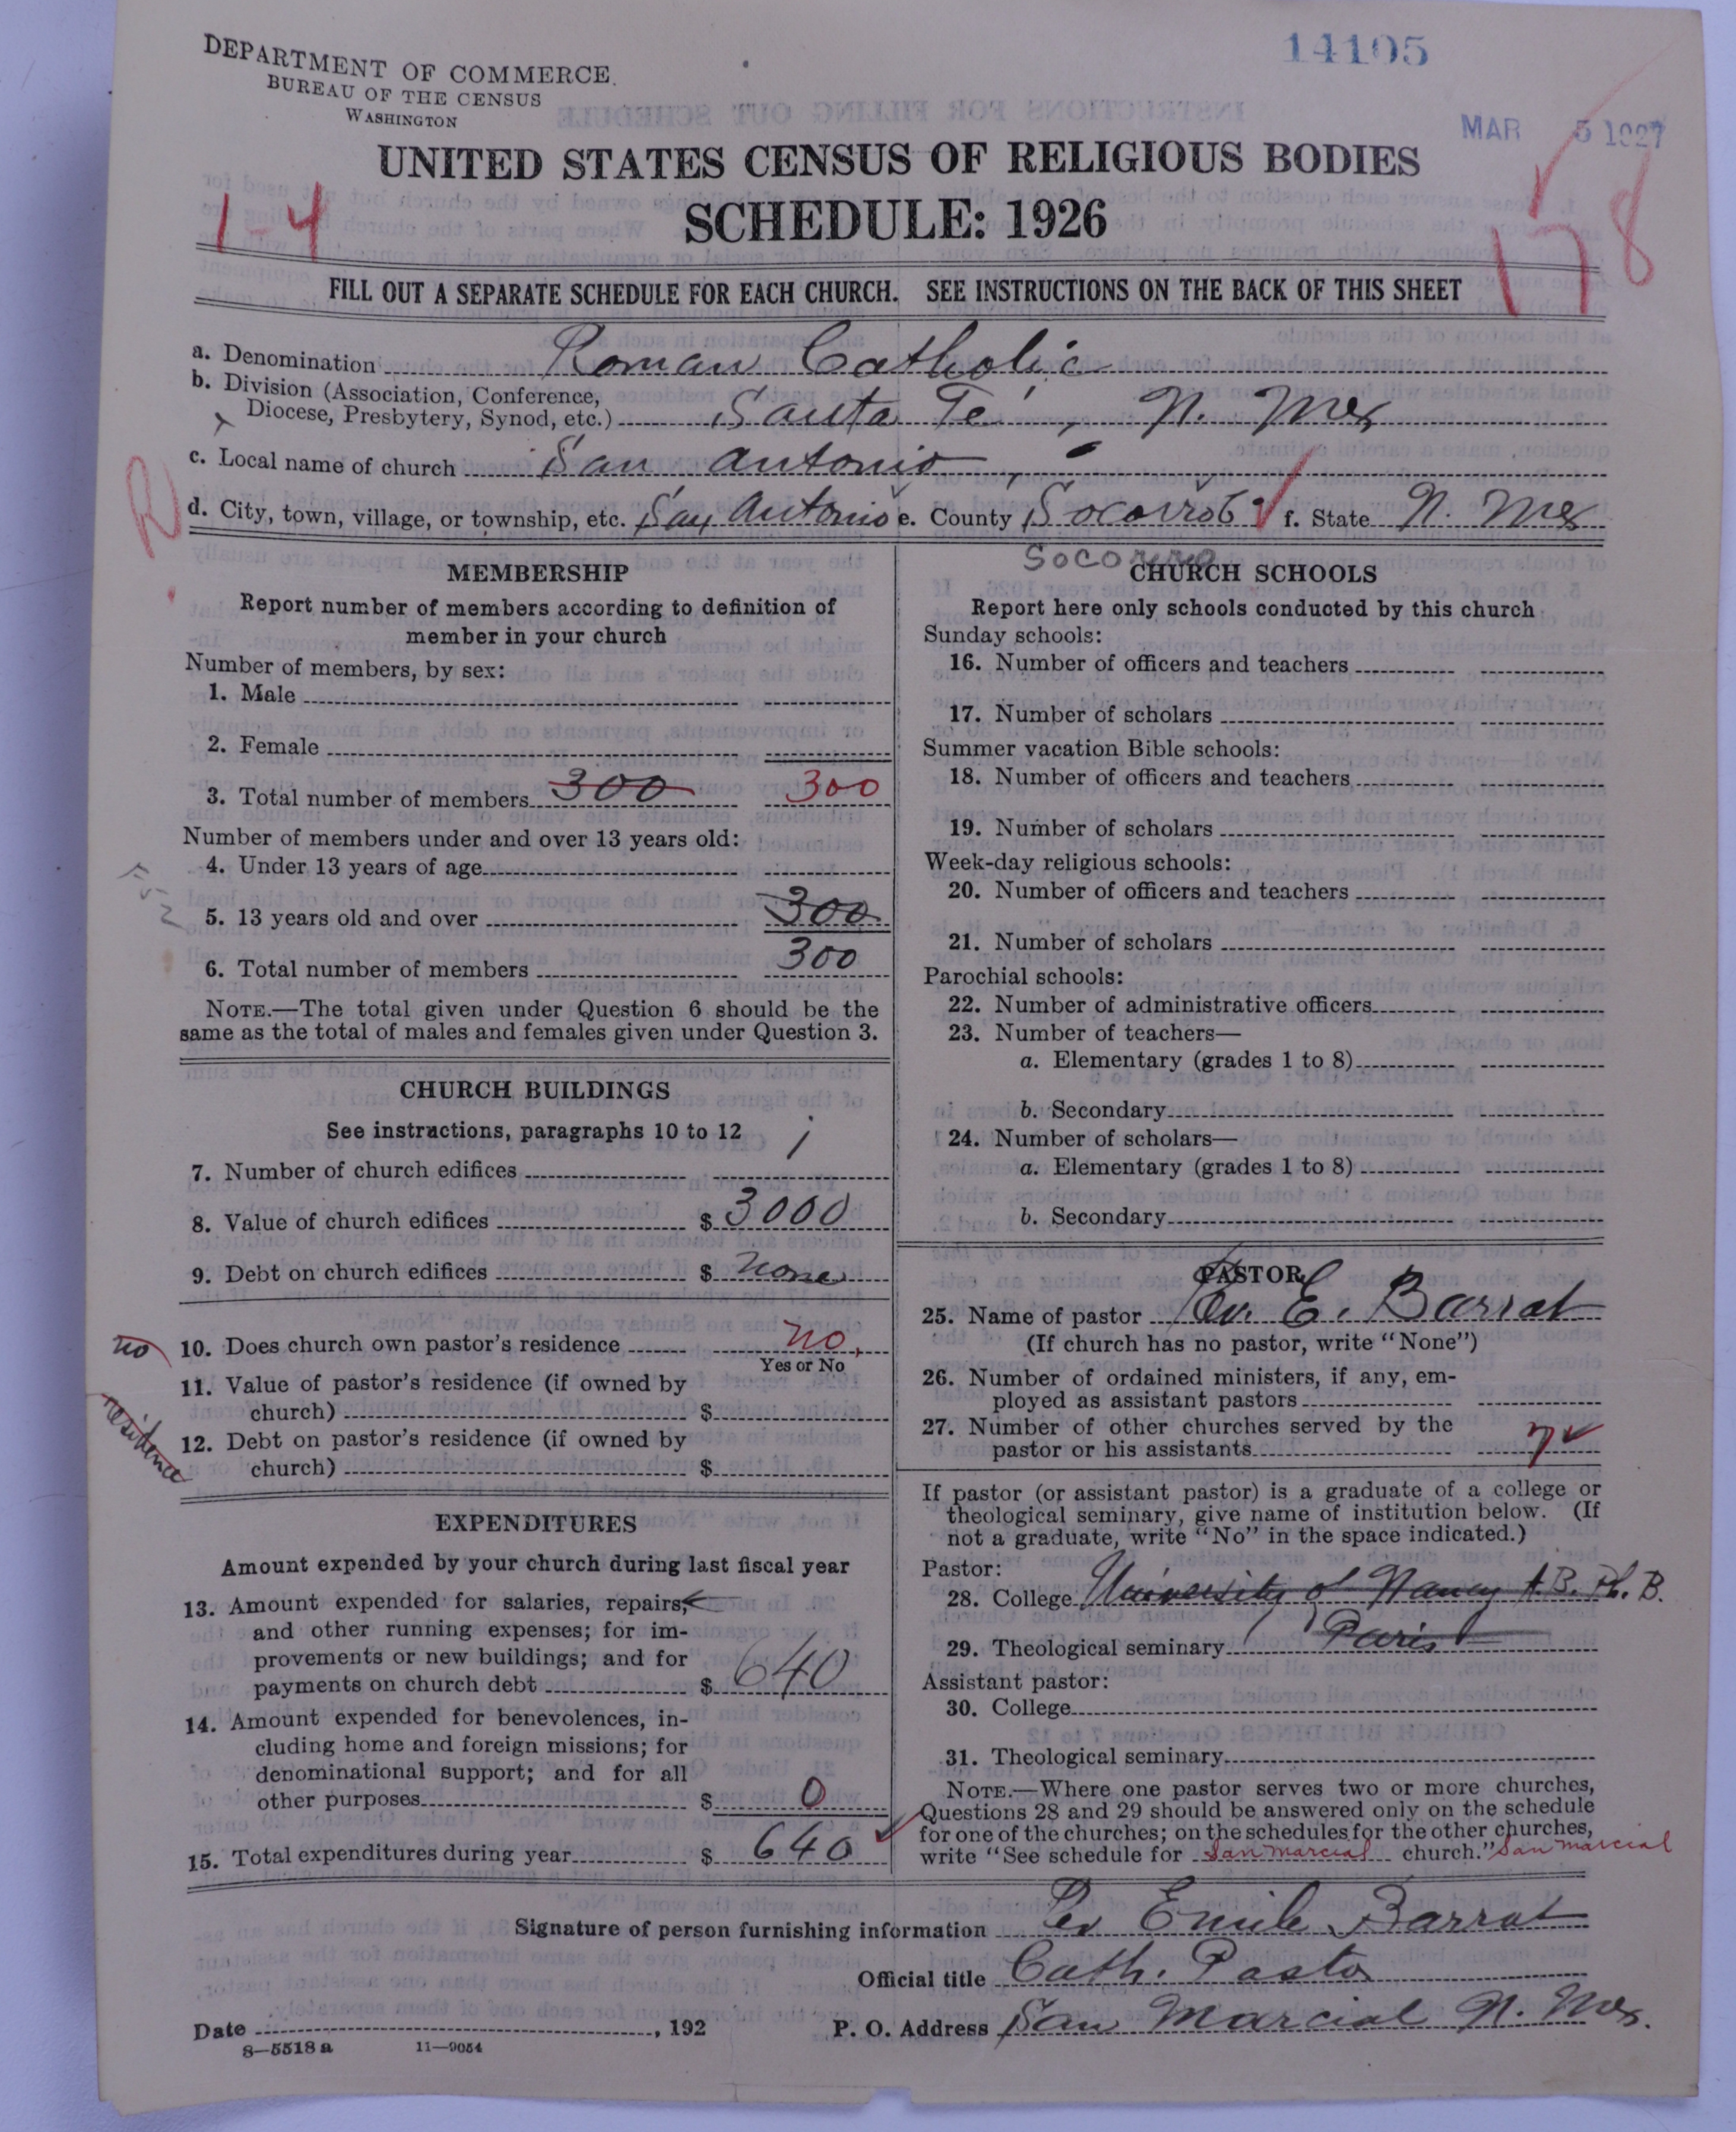 14105
DEPARTMENT OF COMMERCE
BUREAU OF THE CENSUS
WASHINGTON
MAR 5 1927
UNITED STATES CENSUS OF RELIGIOUS BODIES
SCHEDULE: 1926
1-4
178
FILL OUT A SEPARATE SCHEDULE FOR EACH CHURCH. SEE INSTRUCTIONS ON THE BACK OF THIS SHEET
a. Denomination Roman Catholic
b. Division (Association, Conference,
Diocese, Presbytery, Synod, etc.) Santa Fé, N. Mex
c. Local name of church San Antonio
d. City, town, village, or township, etc. San Antonio e. County Socorro f. State N. Mex
Socorro
MEMBERSHIP
Report number of members according to definition of
member in your church
Number of members, by sex:
1. Male
2. Female
3. Total number of members 300 300
Number of members under and over 13 years old:
4. Under 13 years of age
5. 13 years old and over 300
6. Total number of members 300
NOTE.—The total given under Question 6 should be the
same as the total of males and females given under Question 3.
CHURCH BUILDINGS
See instructions, paragraphs 10 to 12
7. Number of church edifices 1
8. Value of church edifices $ 3000
9. Debt on church edifices $ None
no 10. Does church own pastor's residence no
Yes or No
residence
11. Value of pastor's residence (if owned by
church) $
12. Debt on pastor's residence (if owned by
church) $
EXPENDITURES
Amount expended by your church during last fiscal year
13. Amount expended for salaries, repairs,
and other running expenses; for im-
provements or new buildings; and for
payments on church debt $ 640
14. Amount expended for benevolences, in-
cluding home and foreign missions; for
denominational support; and for all
other purposes $ 0
15. Total expenditures during year $ 640
CHURCH SCHOOLS
Report here only schools conducted by this church
Sunday schools:
16. Number of officers and teachers
17. Number of scholars
Summer vacation Bible schools:
18. Number of officers and teachers
19. Number of scholars
Week-day religious schools:
20. Number of officers and teachers
21. Number of scholars
Parochial schools:
22. Number of administrative officers
23. Number of teachers—
a. Elementary (grades 1 to 8)
b. Secondary
24. Number of scholars—
a. Elementary (grades 1 to 8)
b. Secondary
PASTOR
25. Name of pastor Rev. E. Barrat
(If church has no pastor, write "None")
26. Number of ordained ministers, if any, em-
ployed as assistant pastors
27. Number of other churches served by the
pastor or his assistants 7
If pastor (or assistant pastor) is a graduate of a college or
theological seminary, give name of institution below. (If
not a graduate, write "No" in the space indicated.)
Pastor:
28. College University of Nancy A.B. Ph. B.
29. Theological seminary Paris
Assistant pastor:
30. College
31. Theological seminary
NOTE.—Where one pastor serves two or more churches,
Questions 28 and 29 should be answered only on the schedule
for one of the churches; on the schedules for the other churches,
write "See schedule for San Marcial church." San Marcial
Signature of person furnishing information Rev Emile Barrat
Official title Cath. Pastor
Date , 192 P. O. Address San Marcial N. Mex.
8—5518 a 11—9054